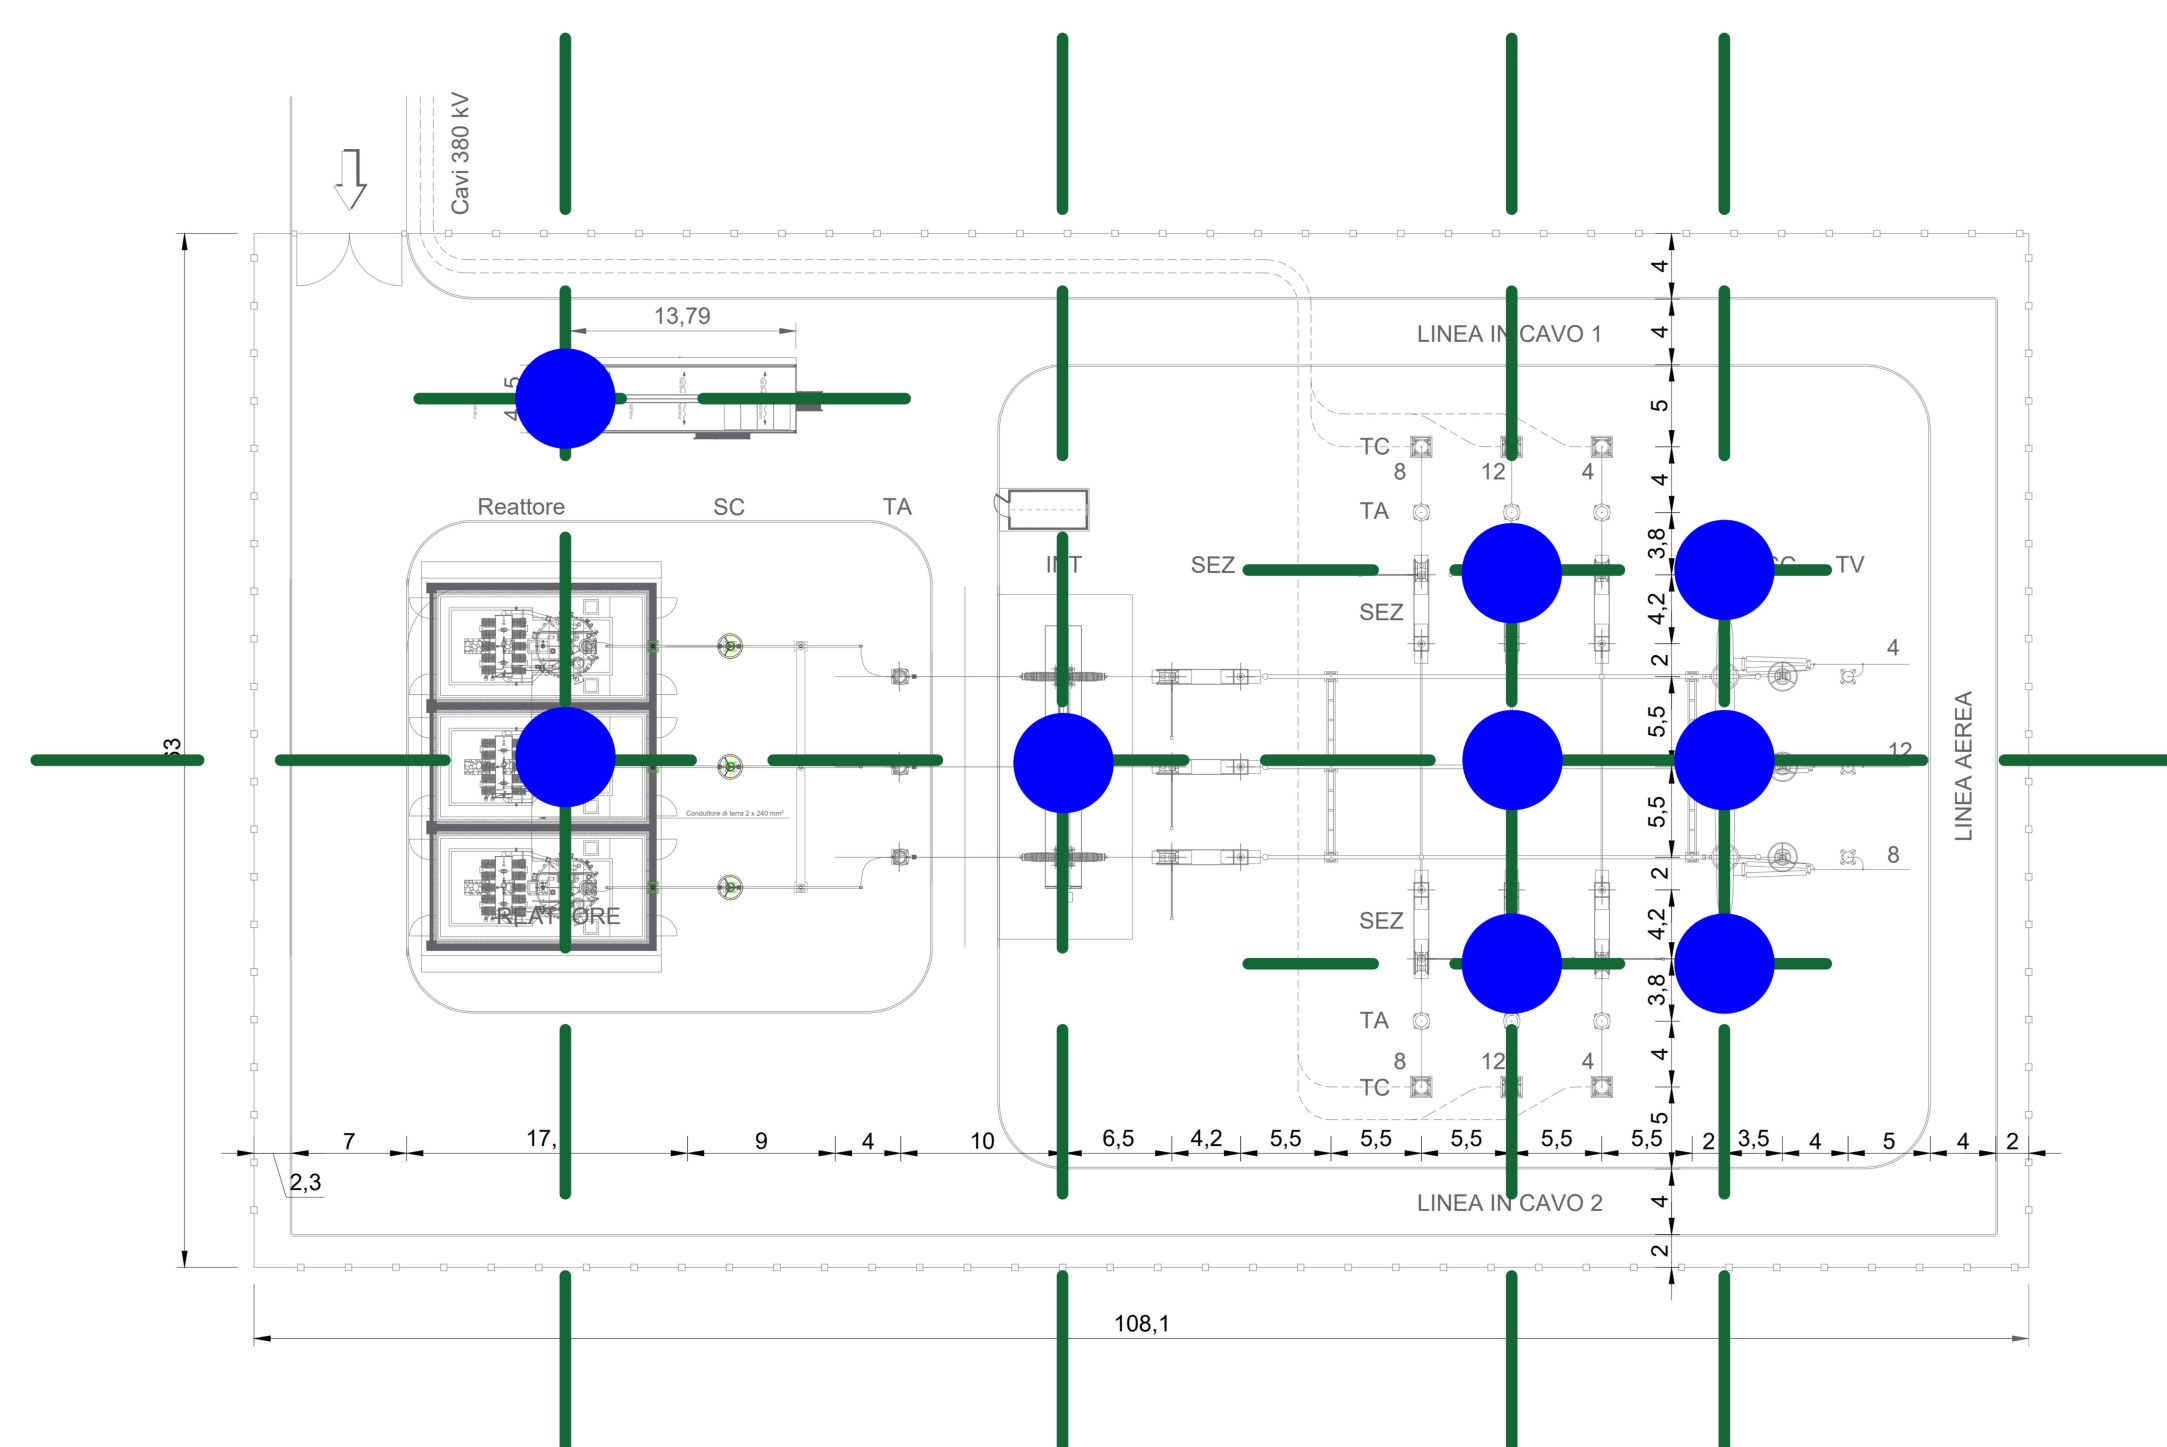 Cavi 380 kV
4
13,79
LINEA IN CAVO 1
4
5
TC
8
12
4
4
Reattore
SC
TA
TA
3,8
SEZ
TV
SEZ
4,2
2
4
5,5
12
LINEA AEREA
Conduttore di terra 2 x 240 mm²
5,5
8
2
SEZ
4,2
3,8
TA
8
12
4
4
TC
5
7
17,
9
4
10
6,5
4,2
5,5
5,5
5,5
5,5
5,5
2
3,5
4
5
4
2
2,3
LINEA IN CAVO 2
4
2
108,1